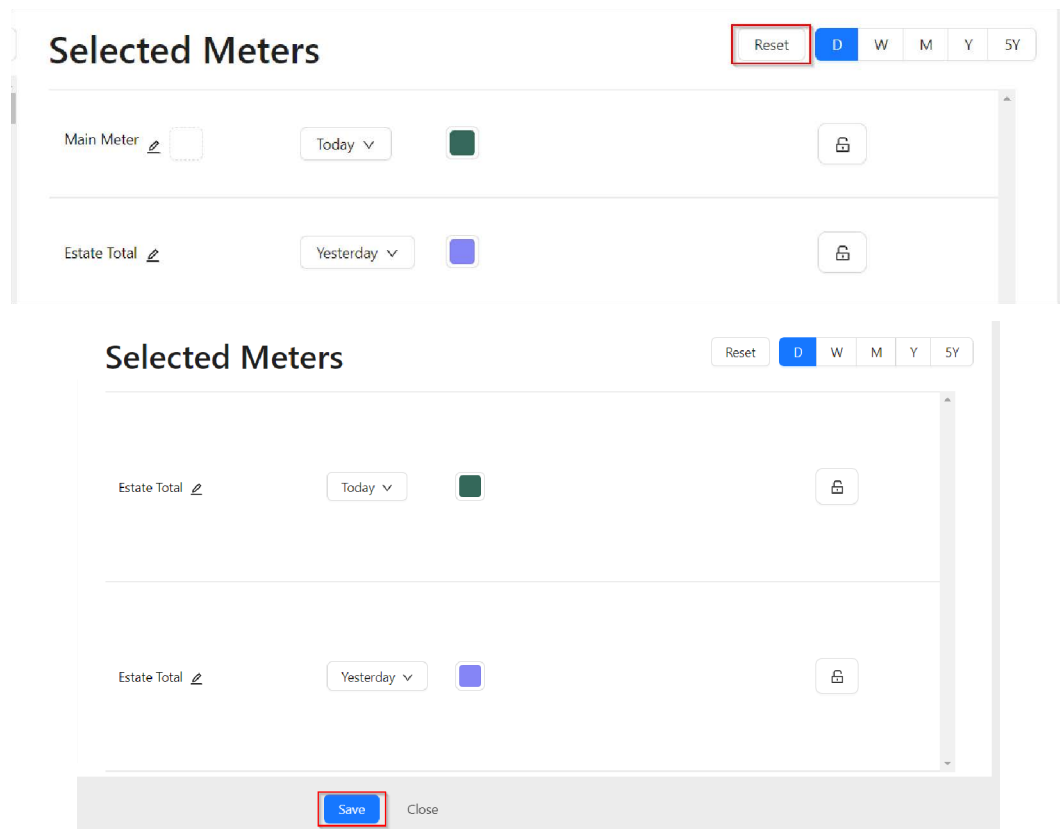 Selected Meters Reset D W M Y 5Y
Main Meter Today
Estate Total Yesterday
Selected Meters Reset D W M Y 5Y
Estate Total Today
Estate Total Yesterday
Save Close